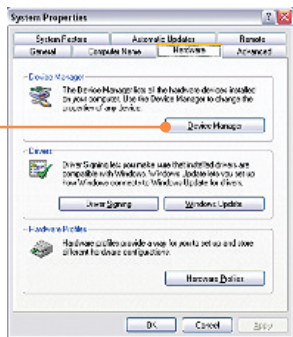 System Properties
System Restore Automatic Updates Remote
General Computer Name Hardware Advanced
Device Manager
The Device Manager lists all the hardware devices installed
on your computer. Use the Device Manager to change the
properties of any device.
Device Manager
Drivers
Driver Signing lets you make sure that installed drivers are
compatible with Windows. Windows Update lets you set up
how Windows connects to Windows Update for drivers.
Driver Signing Windows Update
Hardware Profiles
Hardware profiles provide a way for you to set up and store
different hardware configurations.
Hardware Profiles
OK Cancel Apply